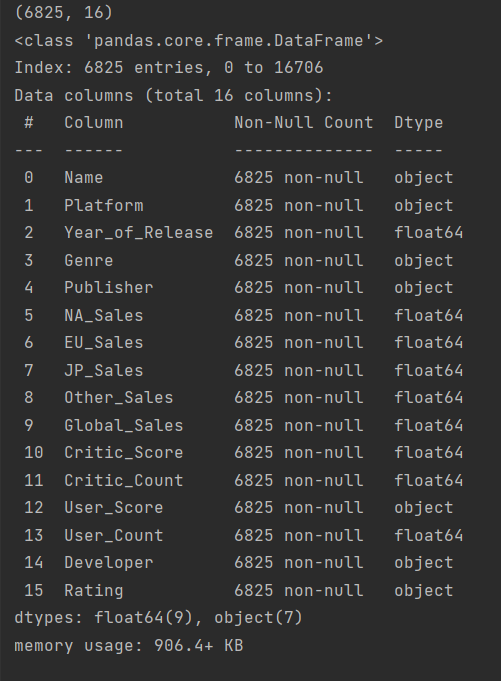 (6825, 16)
<class 'pandas.core.frame.DataFrame'>
Index: 6825 entries, 0 to 16706
Data columns (total 16 columns):
 #   Column           Non-Null Count  Dtype
---  ------           --------------  -----
 0   Name             6825 non-null   object
 1   Platform         6825 non-null   object
 2   Year_of_Release  6825 non-null   float64
 3   Genre            6825 non-null   object
 4   Publisher        6825 non-null   object
 5   NA_Sales         6825 non-null   float64
 6   EU_Sales         6825 non-null   float64
 7   JP_Sales         6825 non-null   float64
 8   Other_Sales      6825 non-null   float64
 9   Global_Sales     6825 non-null   float64
 10  Critic_Score     6825 non-null   float64
 11  Critic_Count     6825 non-null   float64
 12  User_Score       6825 non-null   object
 13  User_Count       6825 non-null   float64
 14  Developer        6825 non-null   object
 15  Rating           6825 non-null   object
dtypes: float64(9), object(7)
memory usage: 906.4+ KB